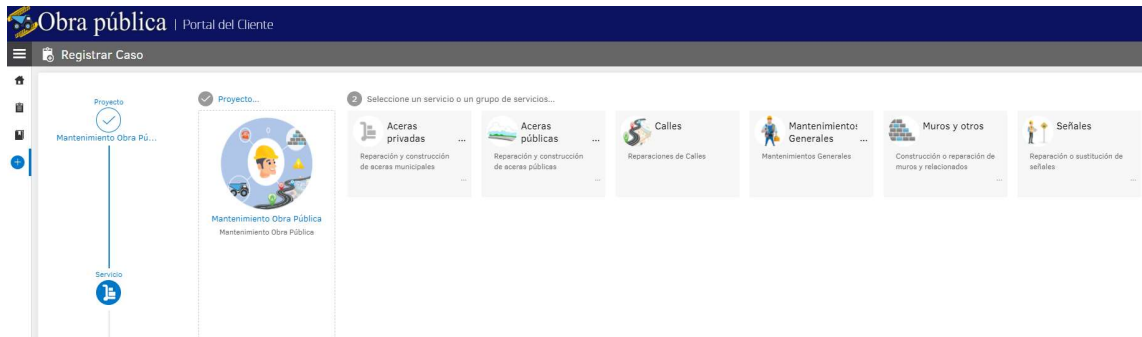 Obra pública | Portal del Cliente
Registrar Caso
Proyecto
Mantenimiento Obra Pú...
Servicio
Proyecto...
Mantenimiento Obra Pública
Mantenimiento Obra Pública
2 Seleccione un servicio o un grupo de servicios...
Aceras
privadas ...
Reparación y construcción
de aceras municipales
...
Aceras
públicas ...
Reparación y construcción
de aceras públicas
...
Calles
Reparaciones de Calles
Mantenimientos
Generales ...
Mantenimientos Generales
Muros y otros
Construcción o reparación de
muros y relacionados
...
Señales
Reparación o sustitución de
señales
...